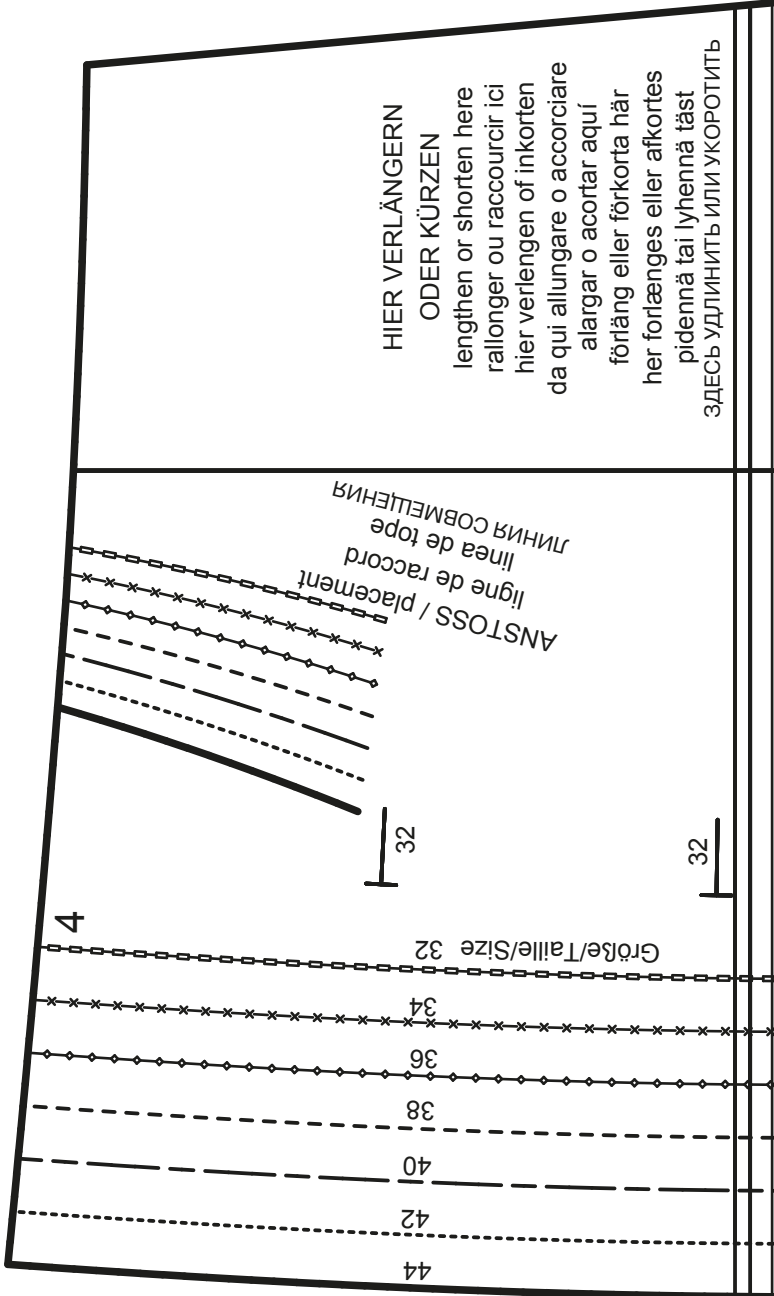 HIER VERLÄNGERN
ODER KÜRZEN
lengthen or shorten here
rallonger ou raccourcir ici
hier verlengen of inkorten
da qui allungare o accorciare
alargar o acortar aquí
förläng eller förkorta här
her forlænges eller afkortes
pidennä tai lyhennä täst
ЗДЕСЬ УДЛИНИТЬ ИЛИ УКОРОТИТЬ
ANSTOSS / placement
ligne de raccord
linea de tope
ЛИНИЯ СОВМЕЩЕНИЯ
32
32
4
Größe/Taille/Size 32
34
36
38
40
42
44